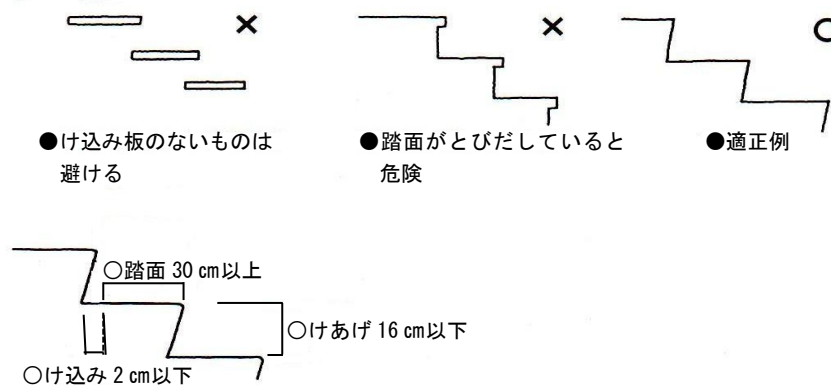 ●け込み板のないものは
避ける
●踏面がとびだしていると
危険
●適正例
○踏面 30 cm以上
○けあげ 16 cm以下
○け込み 2 cm以下